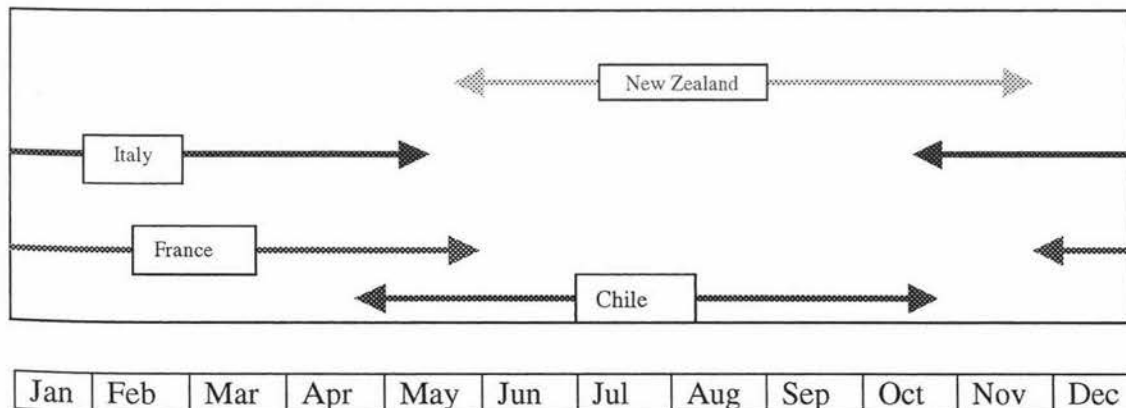 New Zealand
Italy
France
Chile
Jan Feb Mar Apr May Jun Jul Aug Sep Oct Nov Dec